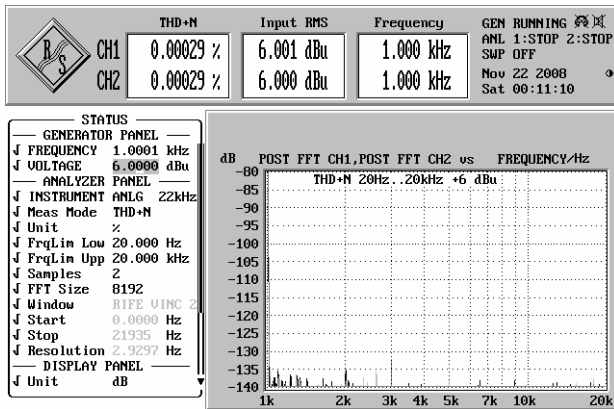 THD+N Input RMS Frequency
R&S CH1 0.00029 % 6.001 dBu 1.000 kHz
CH2 0.00029 % 6.000 dBu 1.000 kHz
GEN RUNNING
ANL 1:STOP 2:STOP
SWP OFF
Nov 22 2008
Sat 00:11:10
STATUS
GENERATOR PANEL
FREQUENCY 1.0001 kHz
VOLTAGE 6.0000 dBu
ANALYZER PANEL
INSTRUMENT ANLG 22kHz
Meas Mode THD+N
Unit %
FrqLim Low 20.000 Hz
FrqLim Upp 20.000 kHz
Samples 2
FFT Size 8192
Window RIFE VINC 2
Start 0.0000 Hz
Stop 21935 Hz
Resolution 2.9297 Hz
DISPLAY PANEL
Unit dB
dB POST FFT CH1,POST FFT CH2 vs FREQUENCY/Hz
THD+N 20Hz..20kHz +6 dBu
-80
-85
-90
-95
-100
-105
-110
-115
-120
-125
-130
-135
-140
1k 2k 3k 4k 5k 7k 10k 20k